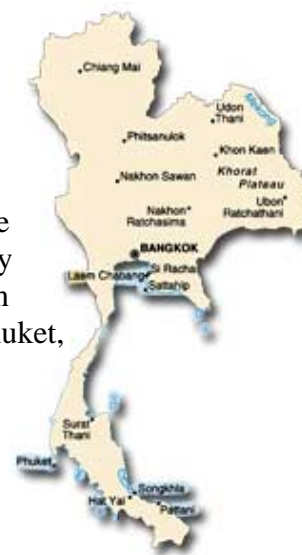 Chiang Mai
Udon
Thani
Mekong
Phitsanulok
Khon Kaen
Nakhon Sawan
Khorat
Plateau
Nakhon
Ratchasima
Ubon
Ratchathani
BANGKOK
Si Racha
Laem Chabang
Sattahip
Surat
Thani
Phuket
Songkhla
Hat Yai
Pattani
e
y
n
uket,